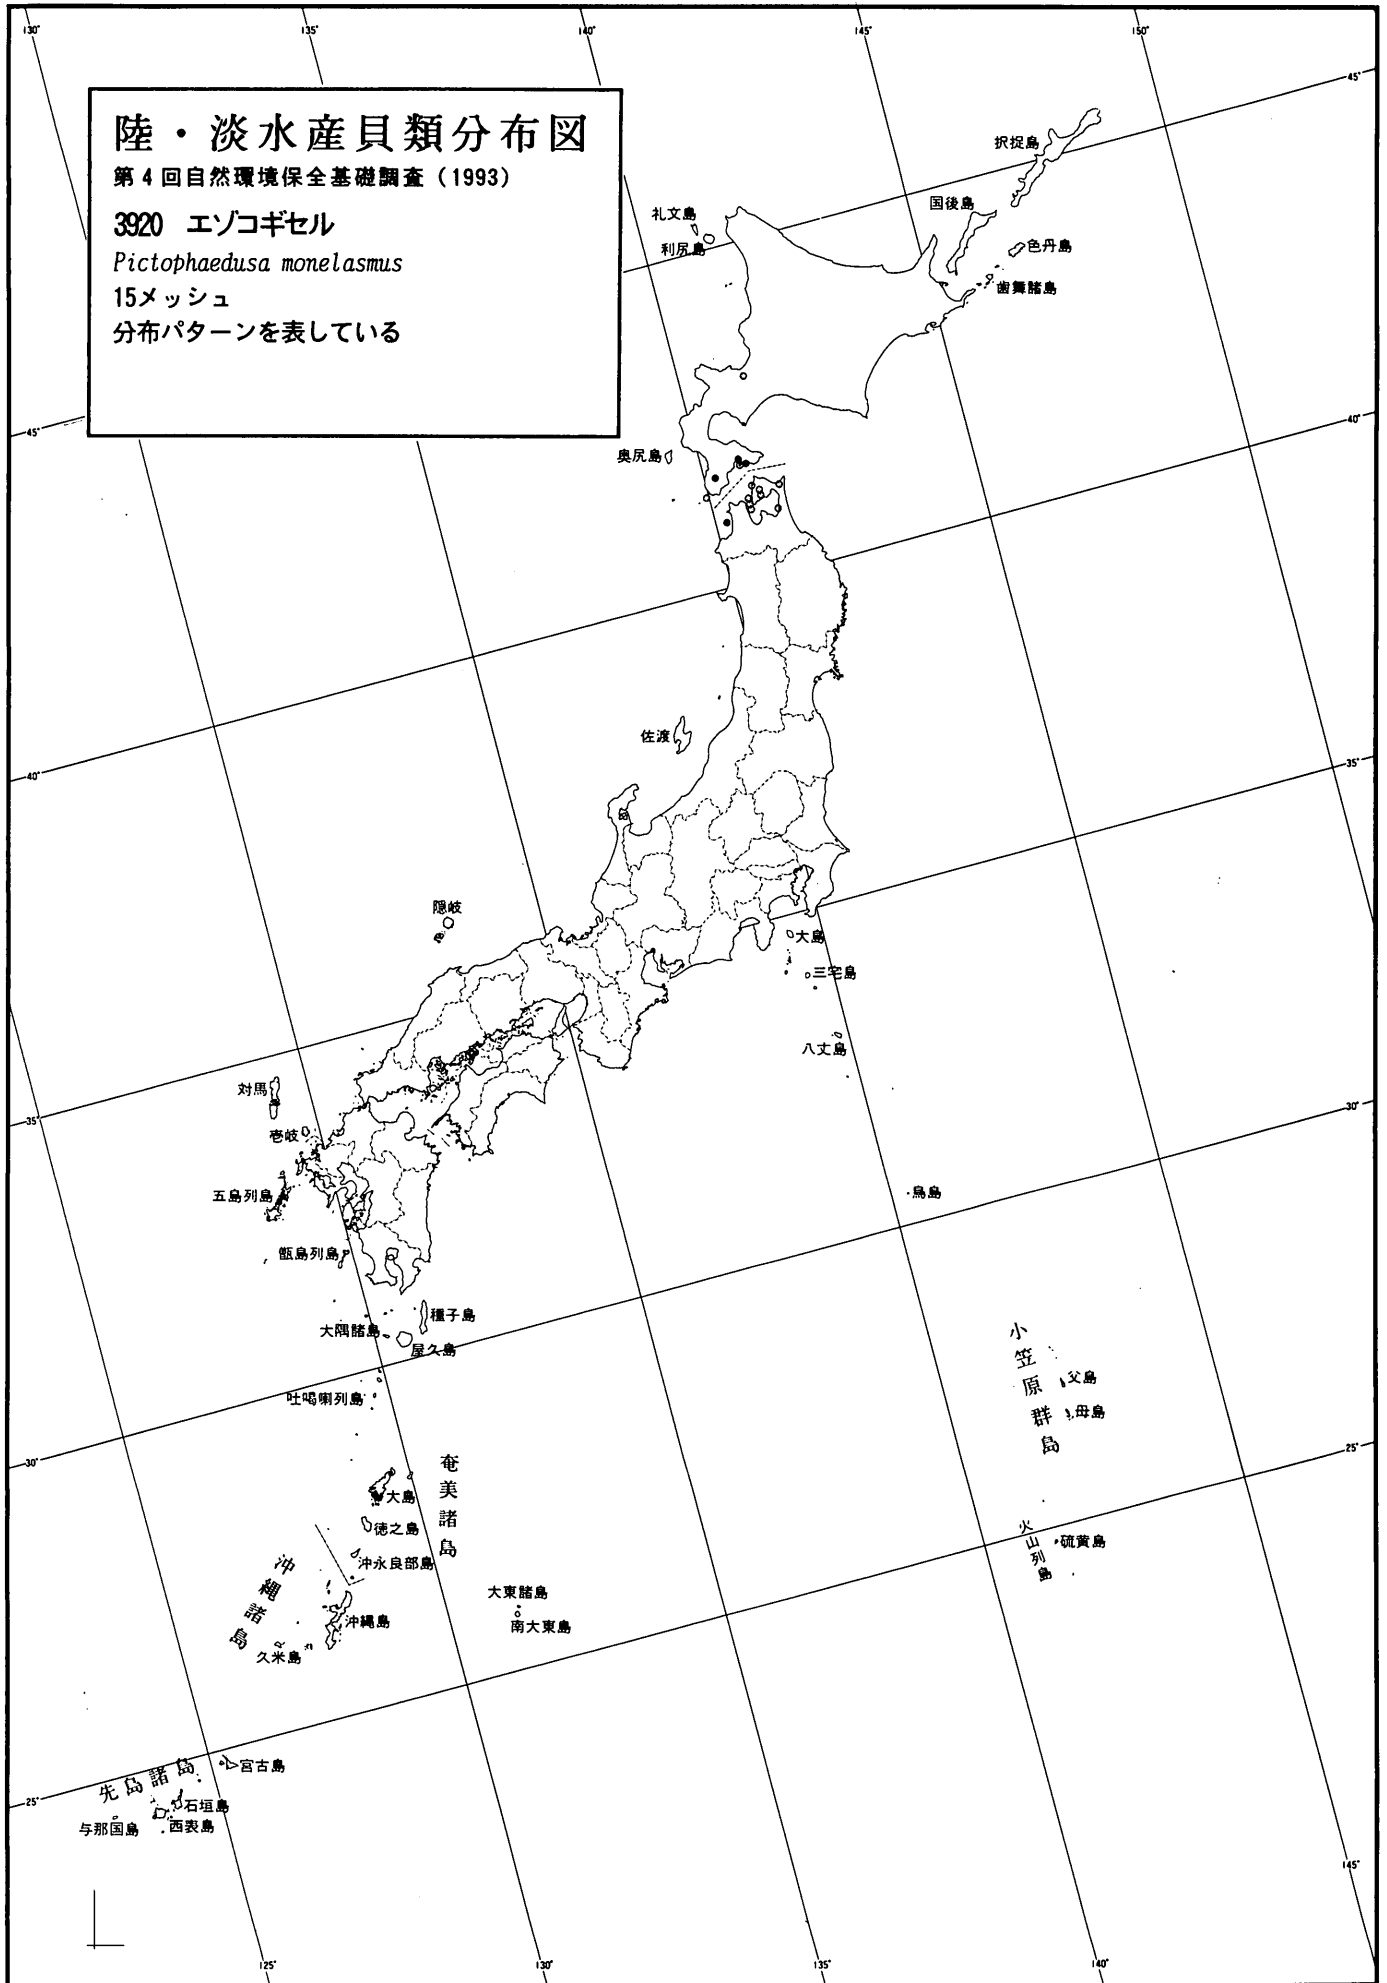 130°
135°
140°
145°
150°
陸・淡水産貝類分布図
第4回自然環境保全基礎調査（1993）
3920 エゾコギセル
Pictophaedusa monelasmus
15メッシュ
分布パターンを表している
45°
択捉島
国後島
礼文島
利尻島
色丹島
歯舞諸島
45°
40°
奥尻島
佐渡
40°
35°
隠岐
大島
三宅島
八丈島
対馬
35°
壱岐
30°
五島列島
鳥島
甑島列島
種子島
大隅諸島
屋久島
小笠原群島
吐噶喇列島
父島
母島
30°
25°
奄美諸島
大島
徳之島
火山列島
硫黄島
沖永良部島
沖縄諸島
大東諸島
沖縄島
南大東島
久米島
先島諸島
宮古島
25°
石垣島
与那国島
西表島
145°
125°
130°
135°
140°